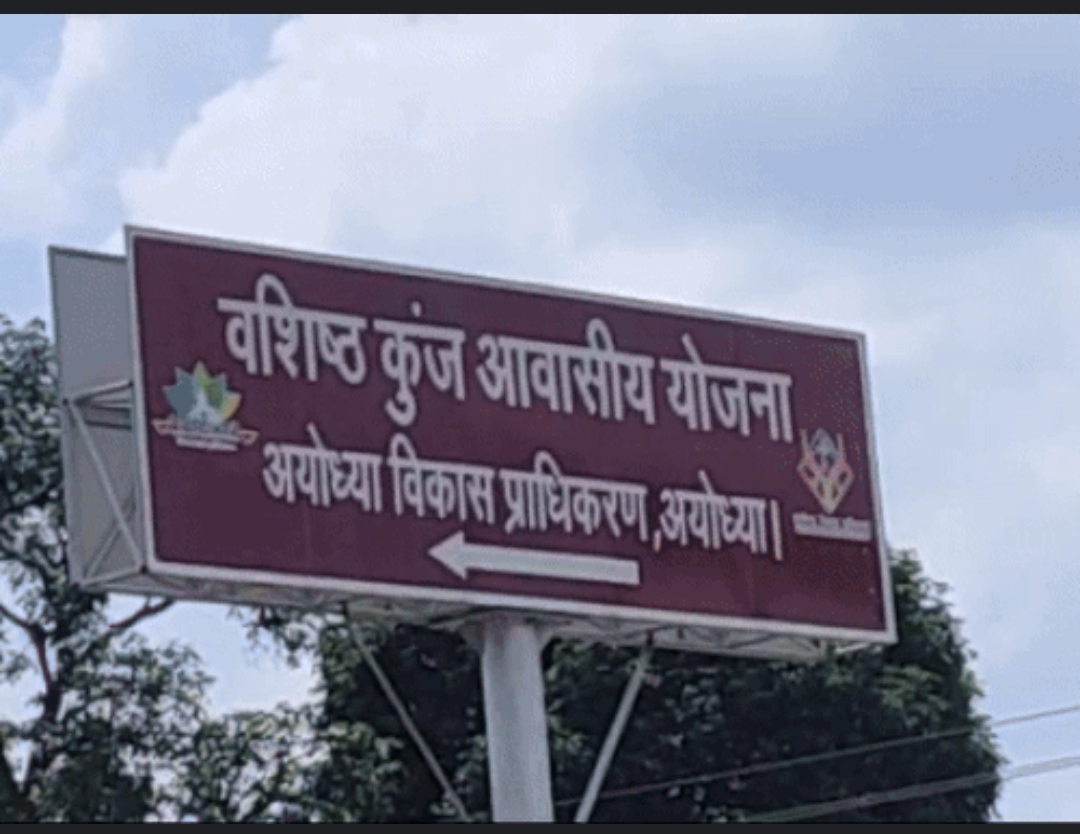 वशिष्ठ कुंज आवासीय योजना
अयोध्या विकास प्राधिकरण ,अयोध्या।